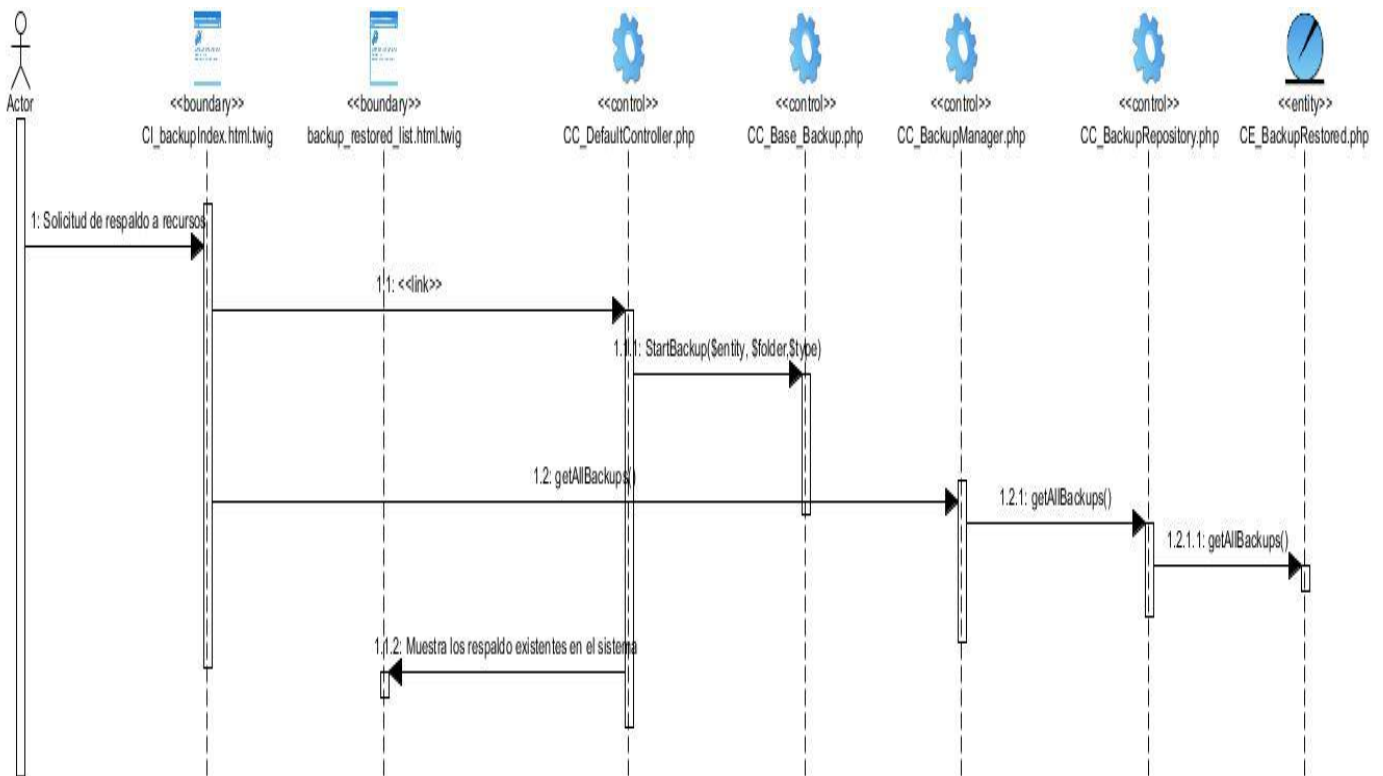 Actor
<<boundary>>
CI_backupIndex.html.twig
<<boundary>>
backup_restored_list.html.twig
<<control>>
CC_DefaultController.php
<<control>>
CC_Base_Backup.php
<<control>>
CC_BackupManager.php
<<control>>
CC_BackupRepository.php
<<entity>>
CE_BackupRestored.php
1: Solicitud de respaldo a recursos
1.1: <<link>>
1.1.1: StartBackup($entity, $folder,$type)
1.2: getAllBackups()
1.2.1: getAllBackups()
1.2.1.1: getAllBackups()
1.1.2: Muestra los respaldo existentes en el sistema